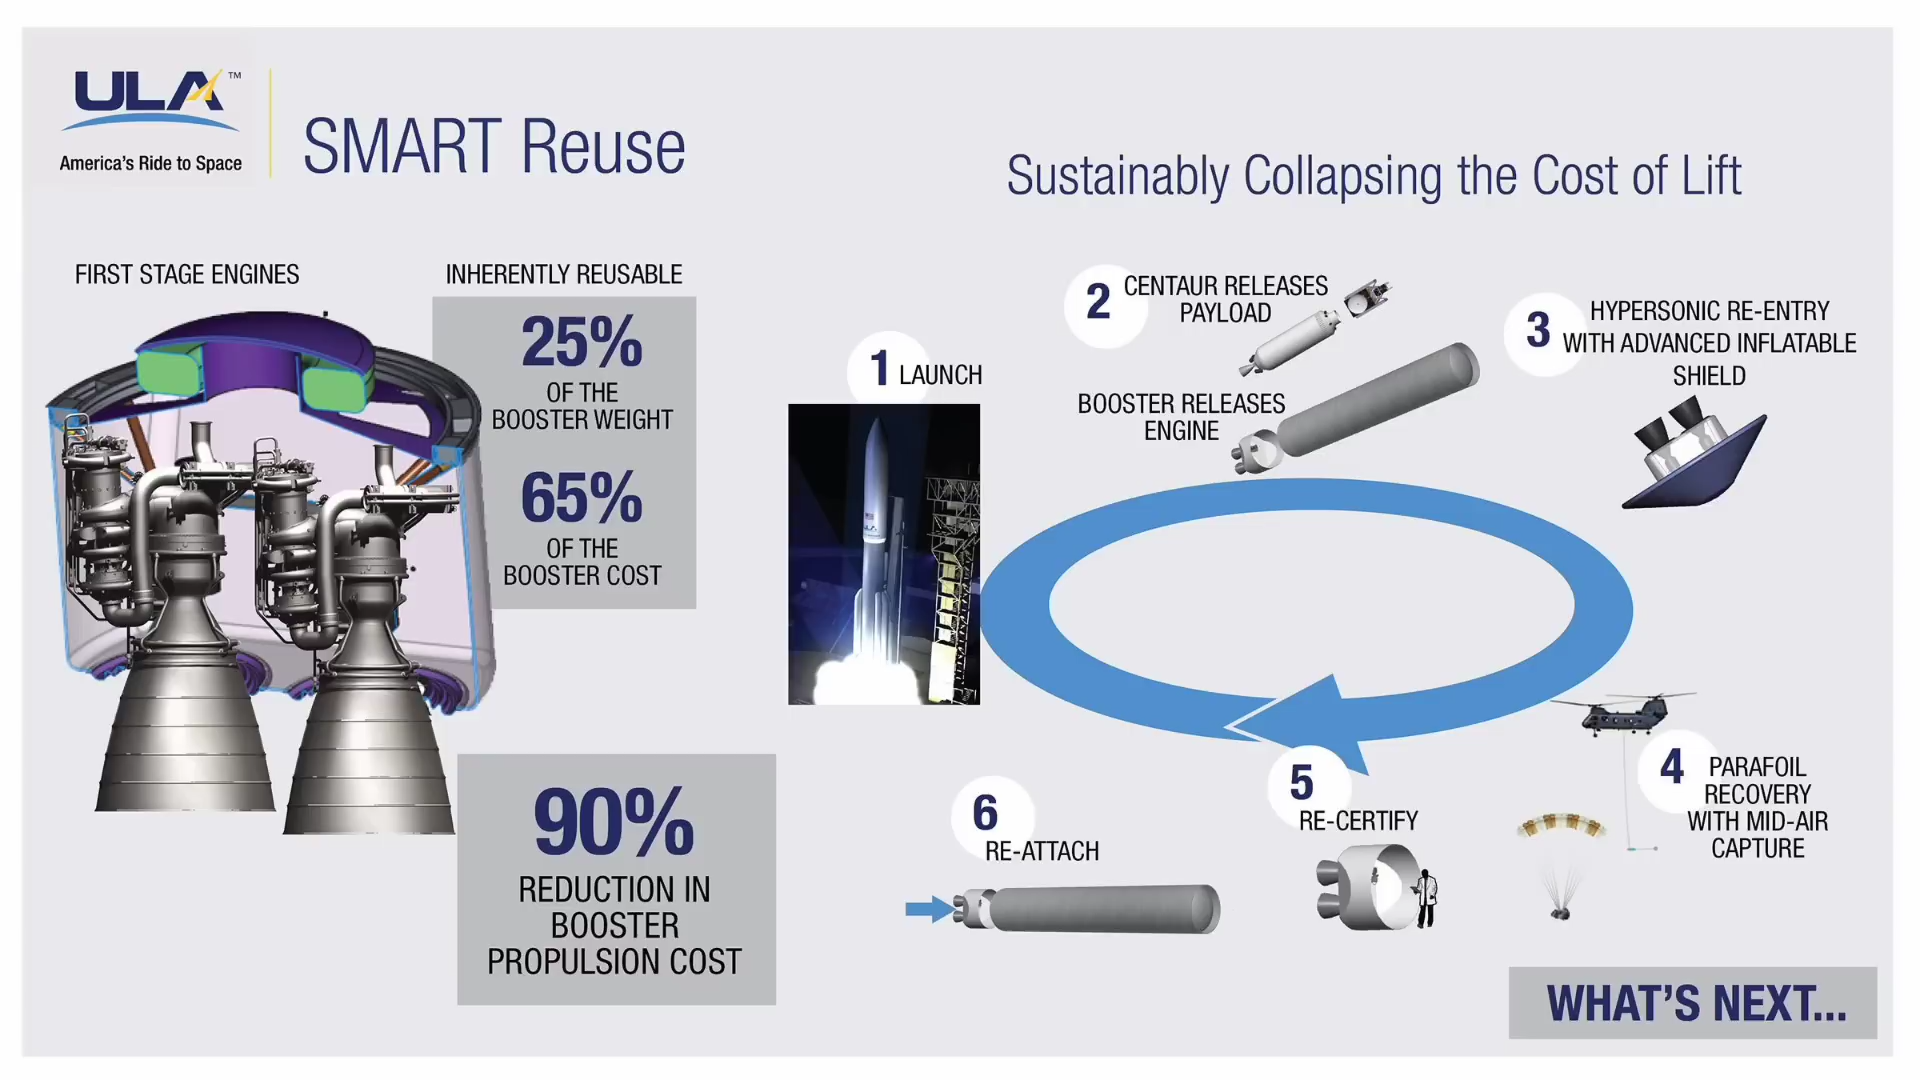 ULA™
America's Ride to Space
SMART Reuse
Sustainably Collapsing the Cost of Lift
FIRST STAGE ENGINES
INHERENTLY REUSABLE
25%
OF THE
BOOSTER WEIGHT
65%
OF THE
BOOSTER COST
90%
REDUCTION IN
BOOSTER
PROPULSION COST
1 LAUNCH
2 CENTAUR RELEASES
PAYLOAD
BOOSTER RELEASES
ENGINE
3 HYPERSONIC RE-ENTRY
WITH ADVANCED INFLATABLE
SHIELD
4 PARAFOIL
RECOVERY
WITH MID-AIR
CAPTURE
5
RE-CERTIFY
6
RE-ATTACH
WHAT'S NEXT...